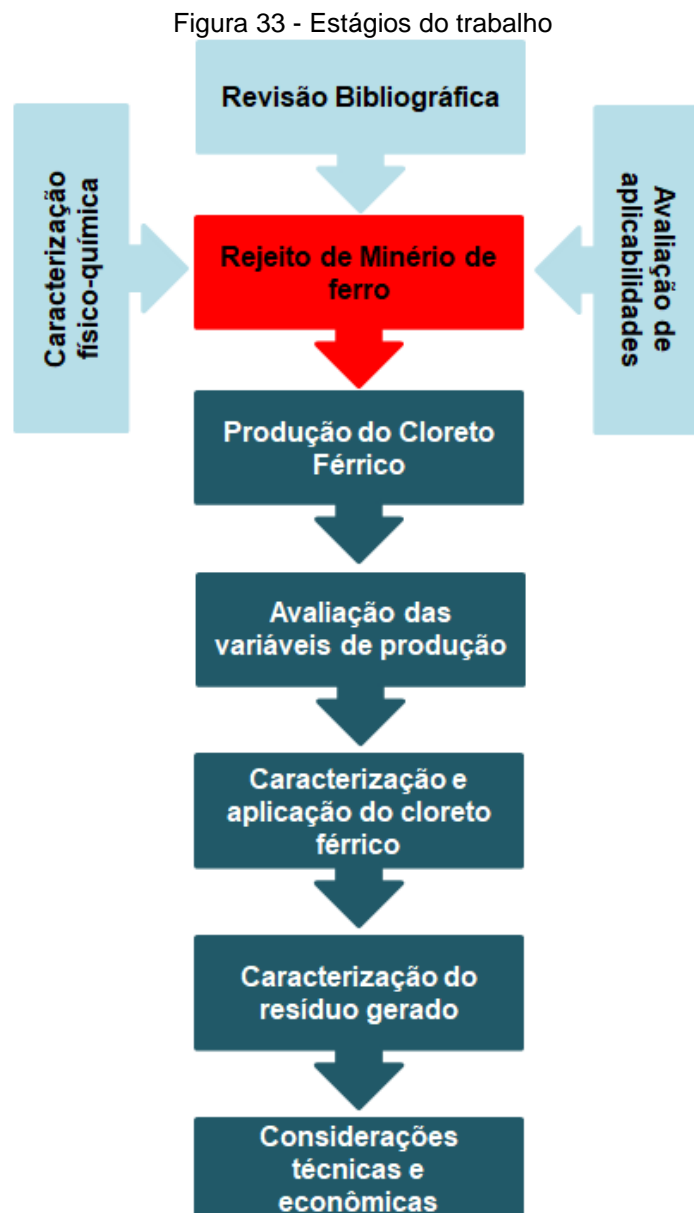 Figura 33 - Estágios do trabalho
Revisão Bibliográfica
Caracterização
físico-química
Avaliação de
aplicabilidades
Rejeito de Minério de
ferro
Produção do Cloreto
Férrico
Avaliação das
variáveis de produção
Caracterização e
aplicação do cloreto
férrico
Caracterização do
resíduo gerado
Considerações
técnicas e
econômicas